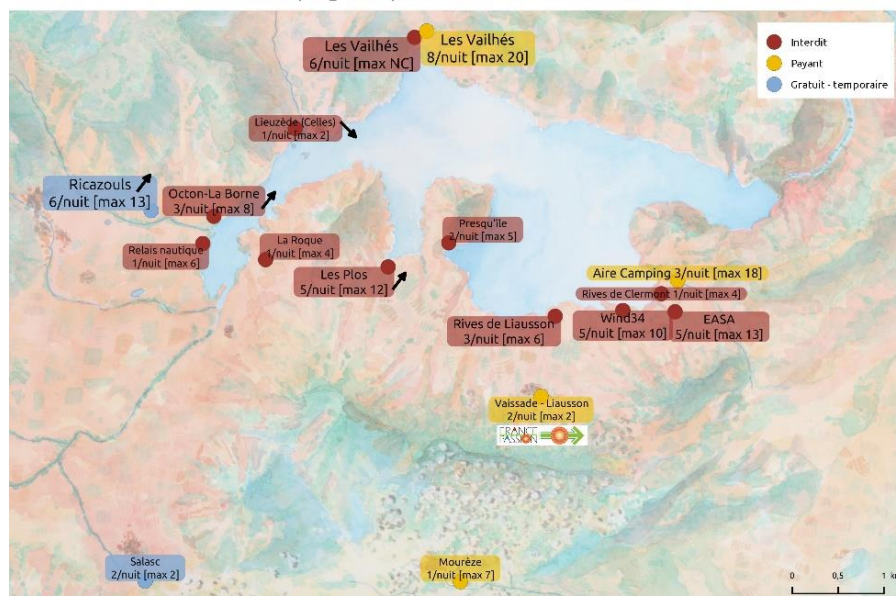 Les Vailhés
6/nuit [max NC]
Les Vailhés
8/nuit [max 20]
Interdit
Payant
Gratuit - temporaire
Lieuzède (Celles)
1/nuit [max 2]
Ricazouls
6/nuit [max 13]
Octon-La Borne
3/nuit [max 8]
Presqu'île
2/nuit [max 5]
Relais nautique
1/nuit [max 6]
La Roque
1/nuit [max 4]
Les Plos
5/nuit [max 12]
Aire Camping 3/nuit [max 18]
Rives de Clermont 1/nuit [max 4]
Rives de Liausson
3/nuit [max 6]
Wind34
5/nuit [max 10]
EASA
5/nuit [max 13]
Vaissade - Liausson
2/nuit [max 2]
FRANCE
PASSION
Salasc
2/nuit [max 2]
Mourèze
1/nuit [max 7]
0 0,5 1 k